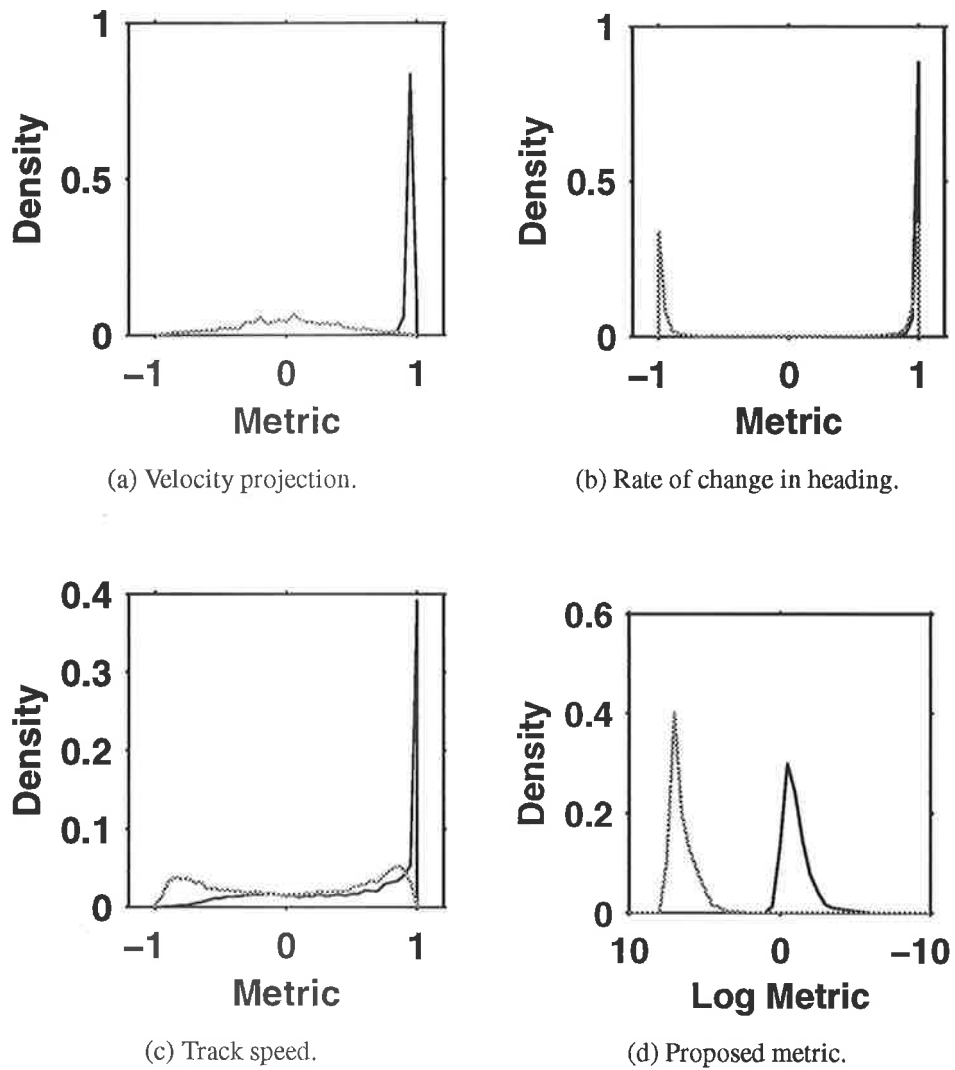 1
0.5
0
Density
−1
0
1
Metric
(a) Velocity projection.
1
0.5
0
Density
−1
0
1
Metric
(b) Rate of change in heading.
0.4
0.3
0.2
0.1
0
Density
−1
0
1
Metric
(c) Track speed.
0.6
0.4
0.2
0
Density
10
0
−10
Log Metric
(d) Proposed metric.